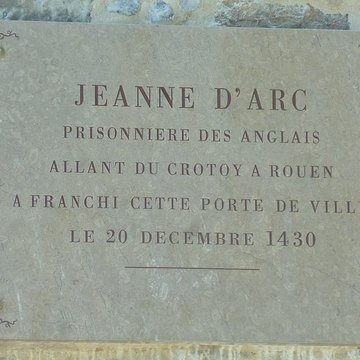 JEANNE D'ARC
PRISONNIERE DES ANGLAIS
ALLANT DU CROTOY A ROUEN
A FRANCHI CETTE PORTE DE VILL
LE 20 DECEMBRE 1430